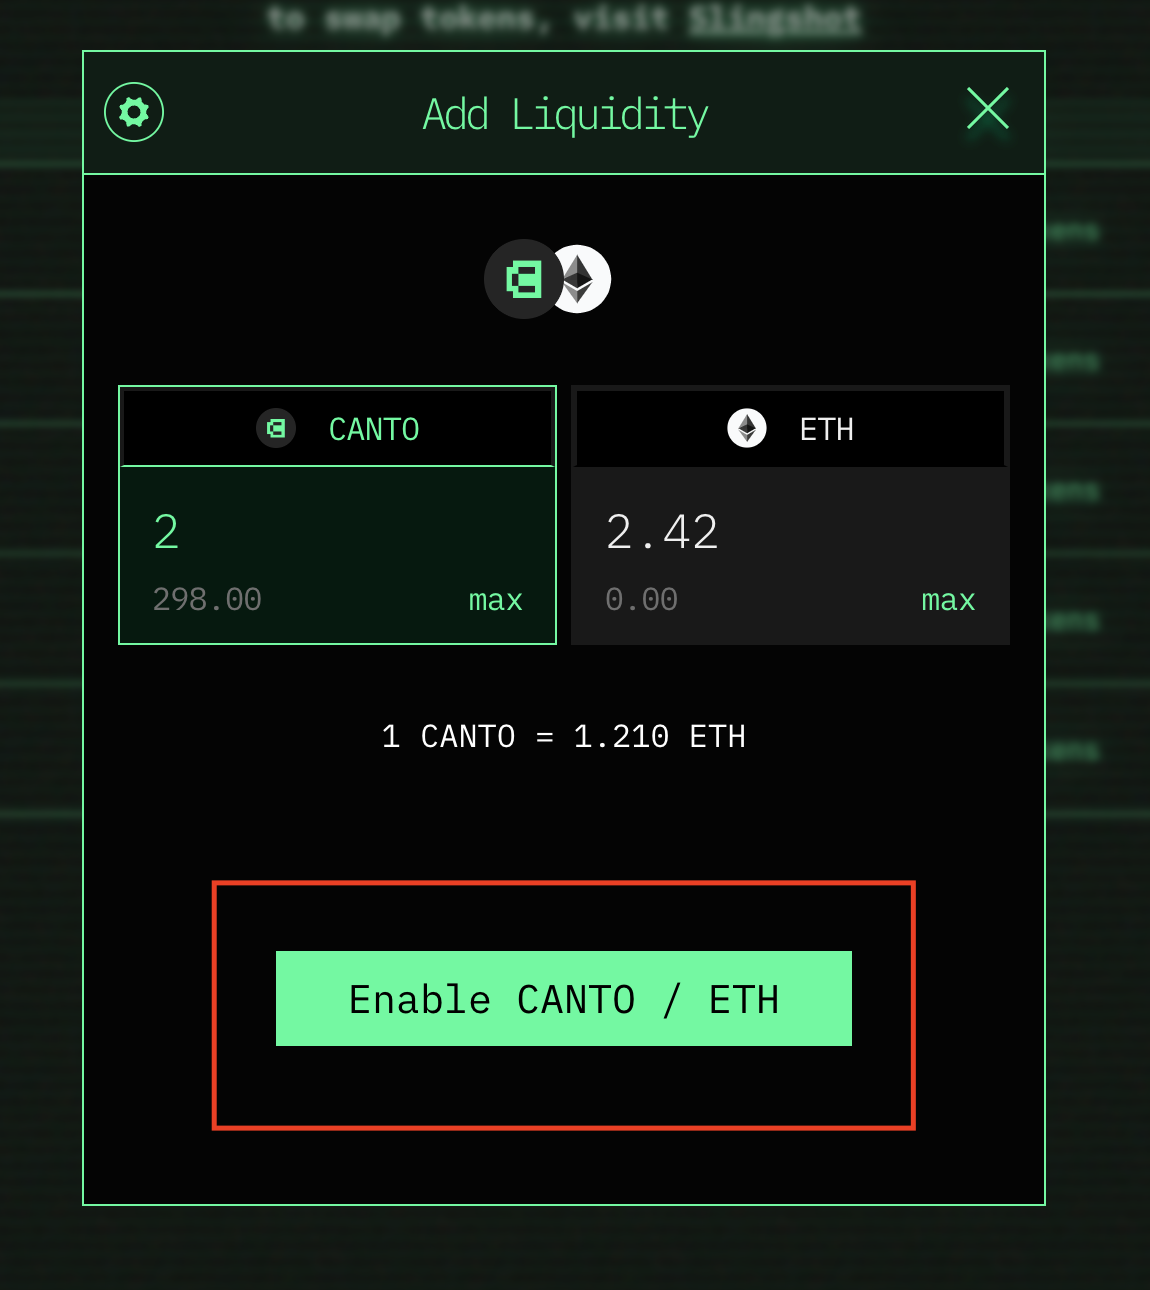 to swap tokens, visit Slingshot
Add Liquidity
CANTO
ETH
2
2.42
298.00
max
0.00
max
1 CANTO = 1.210 ETH
Enable CANTO / ETH